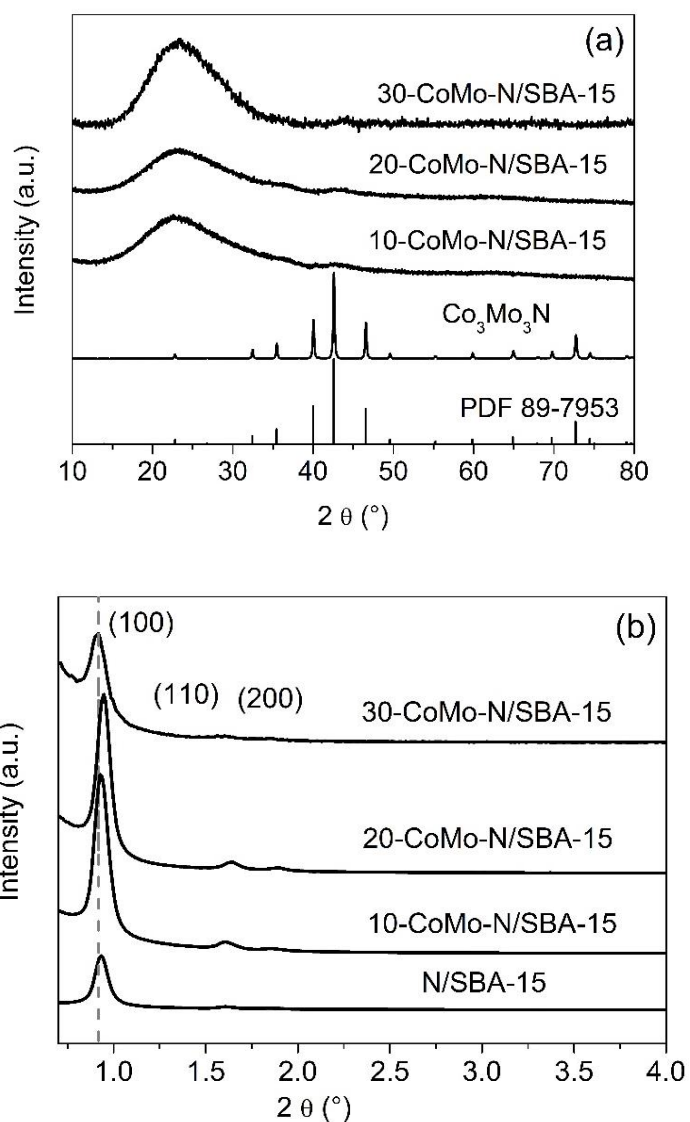 (a)
30-CoMo-N/SBA-15
20-CoMo-N/SBA-15
10-CoMo-N/SBA-15
Co₃Mo₃N
PDF 89-7953
Intensity (a.u.)
10 20 30 40 50 60 70 80
2 θ (°)
(b)
(100)
(110) (200)
30-CoMo-N/SBA-15
20-CoMo-N/SBA-15
10-CoMo-N/SBA-15
N/SBA-15
Intensity (a.u.)
1.0 1.5 2.0 2.5 3.0 3.5 4.0
2 θ (°)